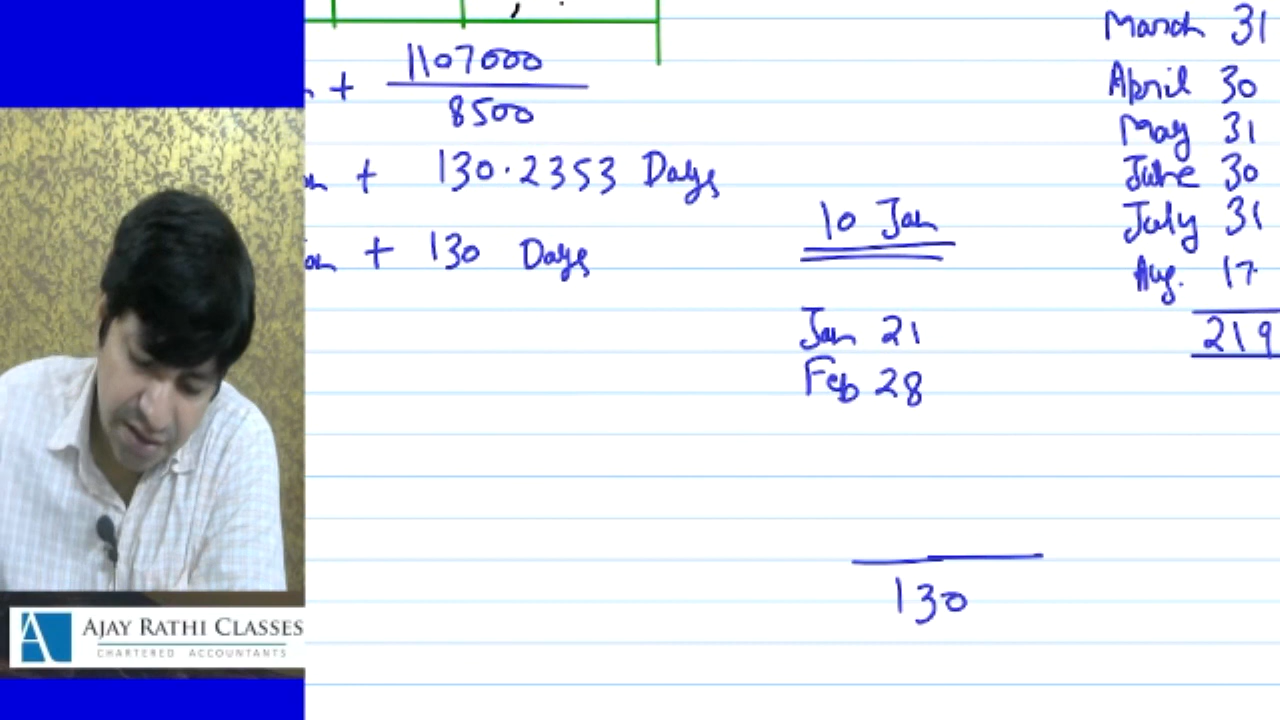 + 1107000
8500
+ 130.2353 Days
+ 130 Days
10 Jan
Jan 21
Feb 28
130
March 31
April 30
May 31
June 30
July 31
Aug. 17
219
AJAY RATHI CLASSES
CHARTERED ACCOUNTANTS